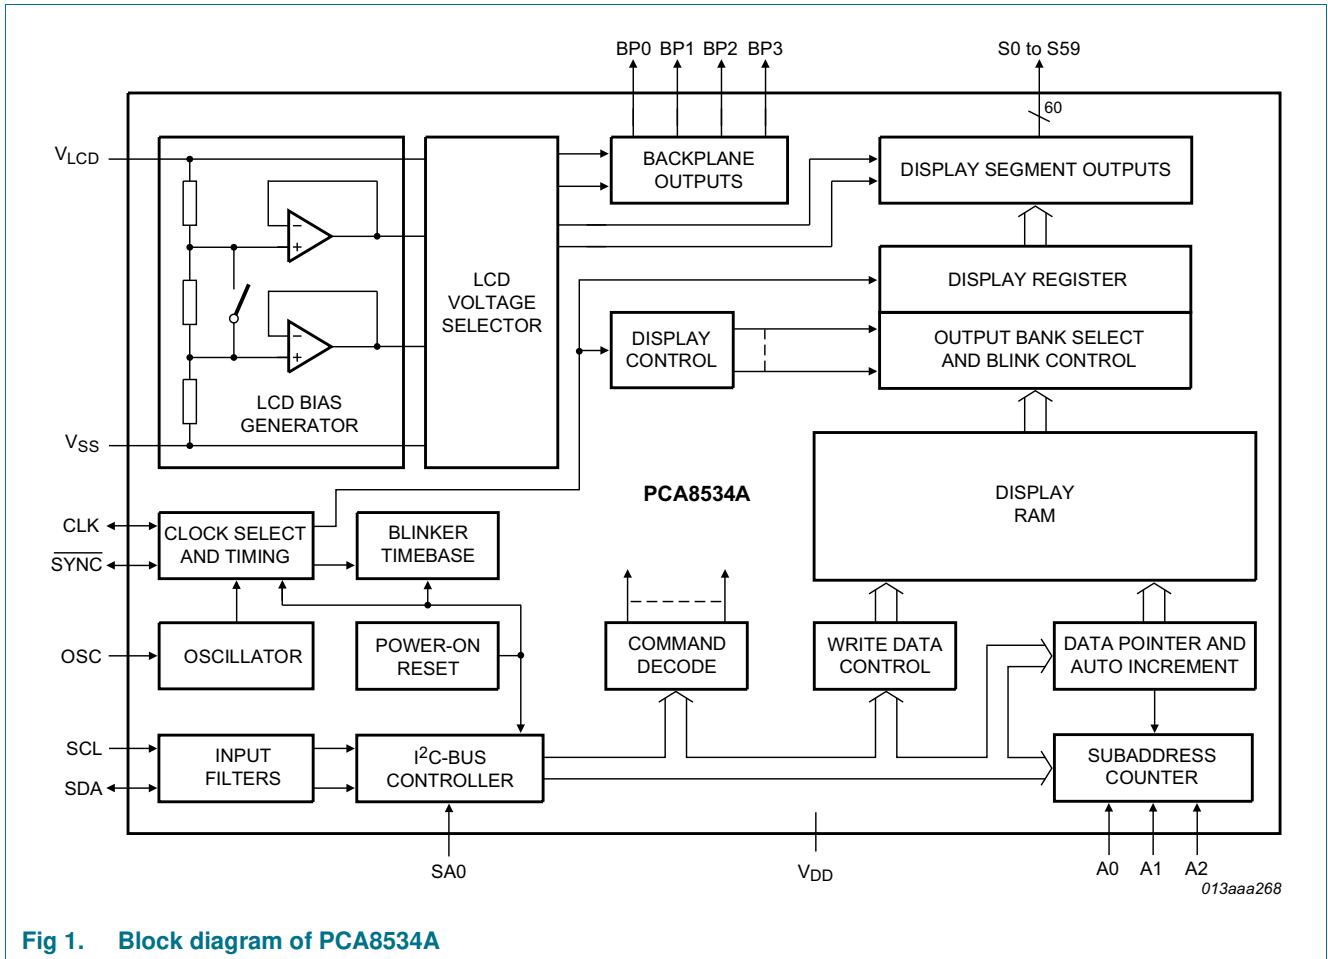 BP0 BP1 BP2 BP3
S0 to S59
60
VLCD
BACKPLANE
OUTPUTS
DISPLAY SEGMENT OUTPUTS
−
+
LCD
VOLTAGE
SELECTOR
DISPLAY REGISTER
−
+
DISPLAY
CONTROL
OUTPUT BANK SELECT
AND BLINK CONTROL
LCD BIAS
GENERATOR
VSS
PCA8534A
DISPLAY
RAM
CLK
SYNC
CLOCK SELECT
AND TIMING
BLINKER
TIMEBASE
OSC
OSCILLATOR
POWER-ON
RESET
COMMAND
DECODE
WRITE DATA
CONTROL
DATA POINTER AND
AUTO INCREMENT
SCL
SDA
INPUT
FILTERS
I2C-BUS
CONTROLLER
SUBADDRESS
COUNTER
SA0
VDD
A0 A1 A2
013aaa268
Fig 1. Block diagram of PCA8534A